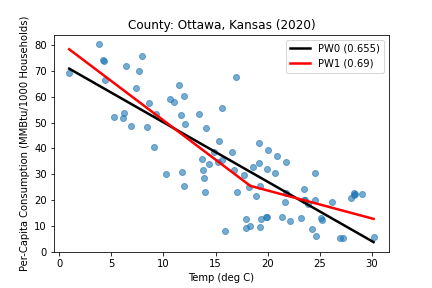 County: Ottawa, Kansas (2020)
PW0 (0.655)
PW1 (0.69)
Per-Capita Consumption (MMBtu/1000 Households)
80
70
60
50
40
30
20
10
0
0 5 10 15 20 25 30
Temp (deg C)